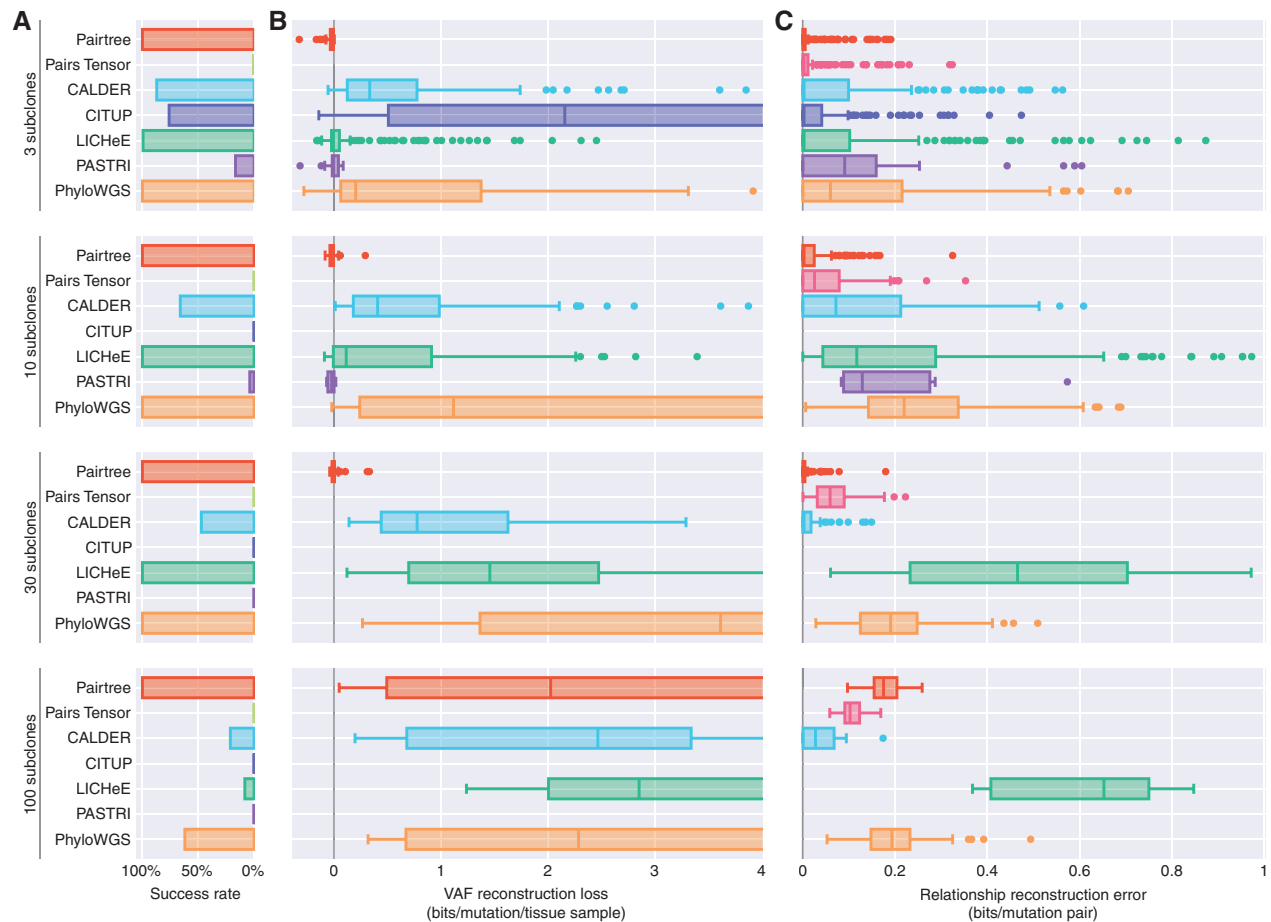 A
B
C
3 subclones
Pairtree
Pairs Tensor
CALDER
CITUP
LICHeE
PASTRI
PhyloWGS
10 subclones
Pairtree
Pairs Tensor
CALDER
CITUP
LICHeE
PASTRI
PhyloWGS
30 subclones
Pairtree
Pairs Tensor
CALDER
CITUP
LICHeE
PASTRI
PhyloWGS
100 subclones
Pairtree
Pairs Tensor
CALDER
CITUP
LICHeE
PASTRI
PhyloWGS
100% 50% 0%
Success rate
0 1 2 3 4
VAF reconstruction loss
(bits/mutation/tissue sample)
0 0.2 0.4 0.6 0.8 1
Relationship reconstruction error
(bits/mutation pair)